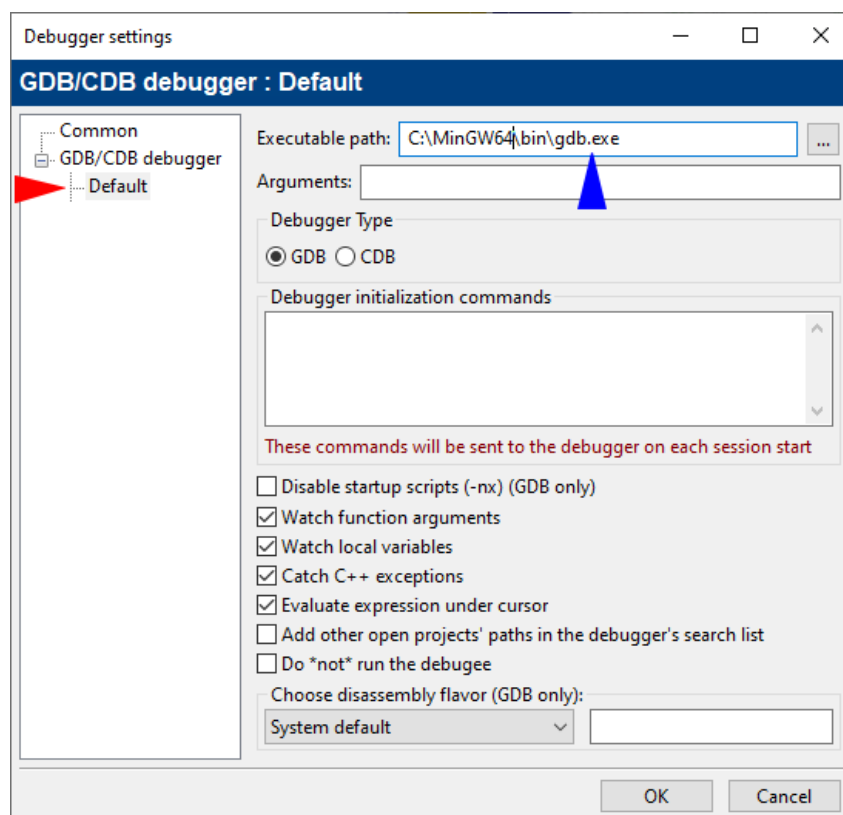 Debugger settings
GDB/CDB debugger : Default
Common
GDB/CDB debugger
Default
Executable path: C:\MinGW64\bin\gdb.exe ...
Arguments:
Debugger Type
GDB CDB
Debugger initialization commands
These commands will be sent to the debugger on each session start
Disable startup scripts (-nx) (GDB only)
Watch function arguments
Watch local variables
Catch C++ exceptions
Evaluate expression under cursor
Add other open projects' paths in the debugger's search list
Do *not* run the debugee
Choose disassembly flavor (GDB only):
System default
OK Cancel